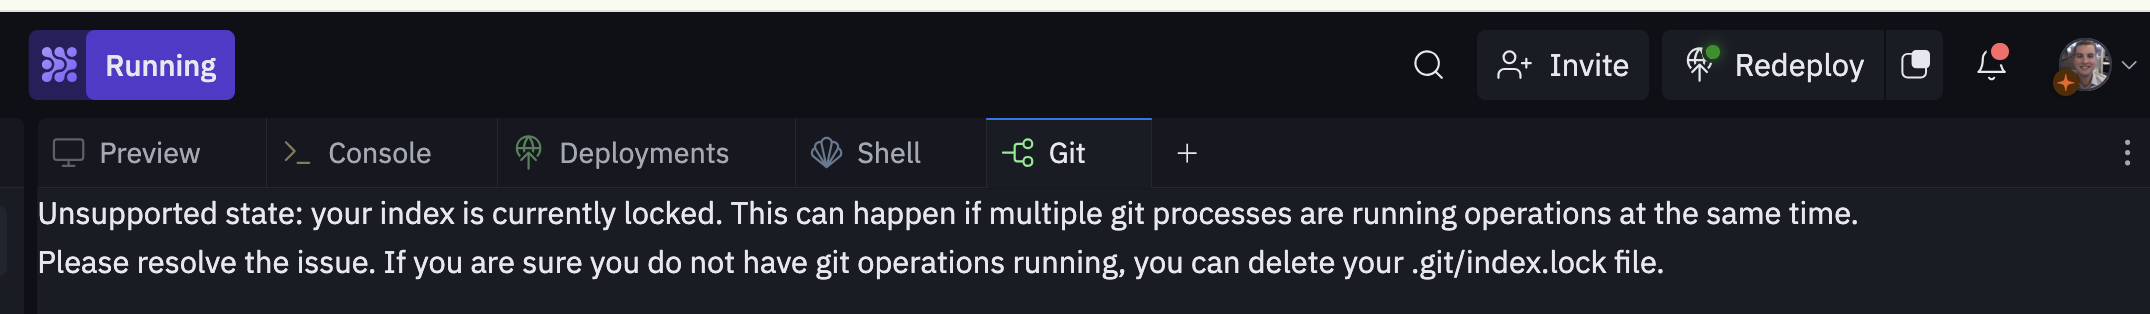 Running
Invite
Redeploy
Preview
Console
Deployments
Shell
Git
Unsupported state: your index is currently locked. This can happen if multiple git processes are running operations at the same time.
Please resolve the issue. If you are sure you do not have git operations running, you can delete your .git/index.lock file.